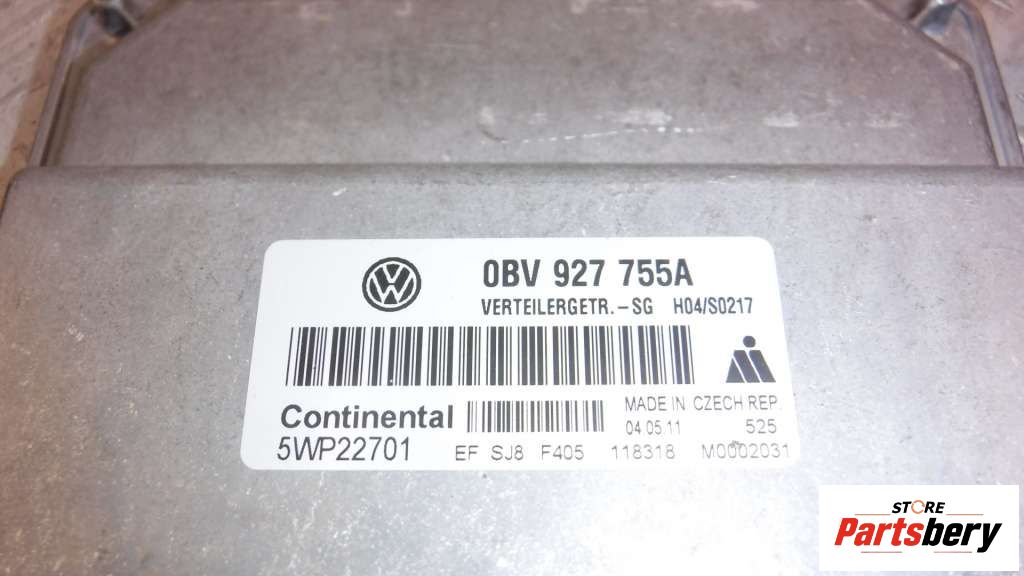 0BV 927 755A
VERTEILERGETR.-SG H04/S0217
Continental
MADE IN CZECH REP.
04.05.11 525
5WP22701 EF SJ8 F405 118318 M0002031
STORE
Partsbery